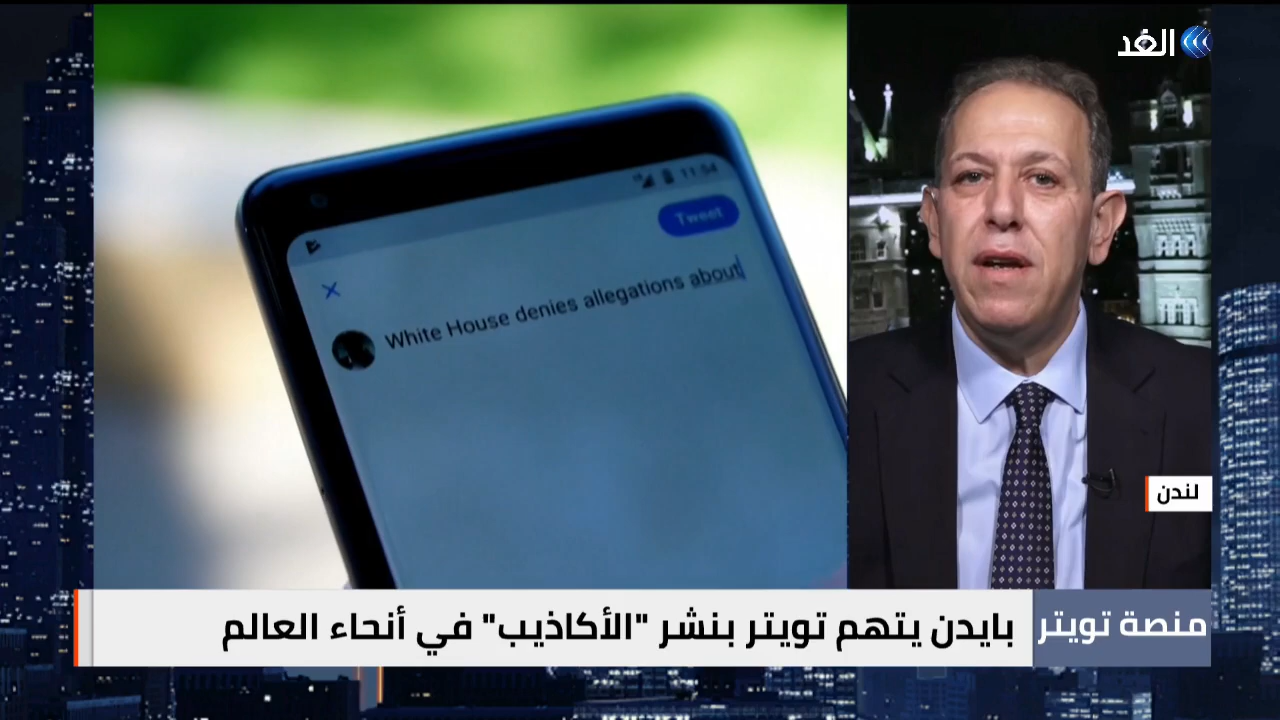 الغد
11:54
Tweet
White House denies allegations about
لندن
منصة تويتر
بايدن يتهم تويتر بنشر "الأكاذيب" في أنحاء العالم